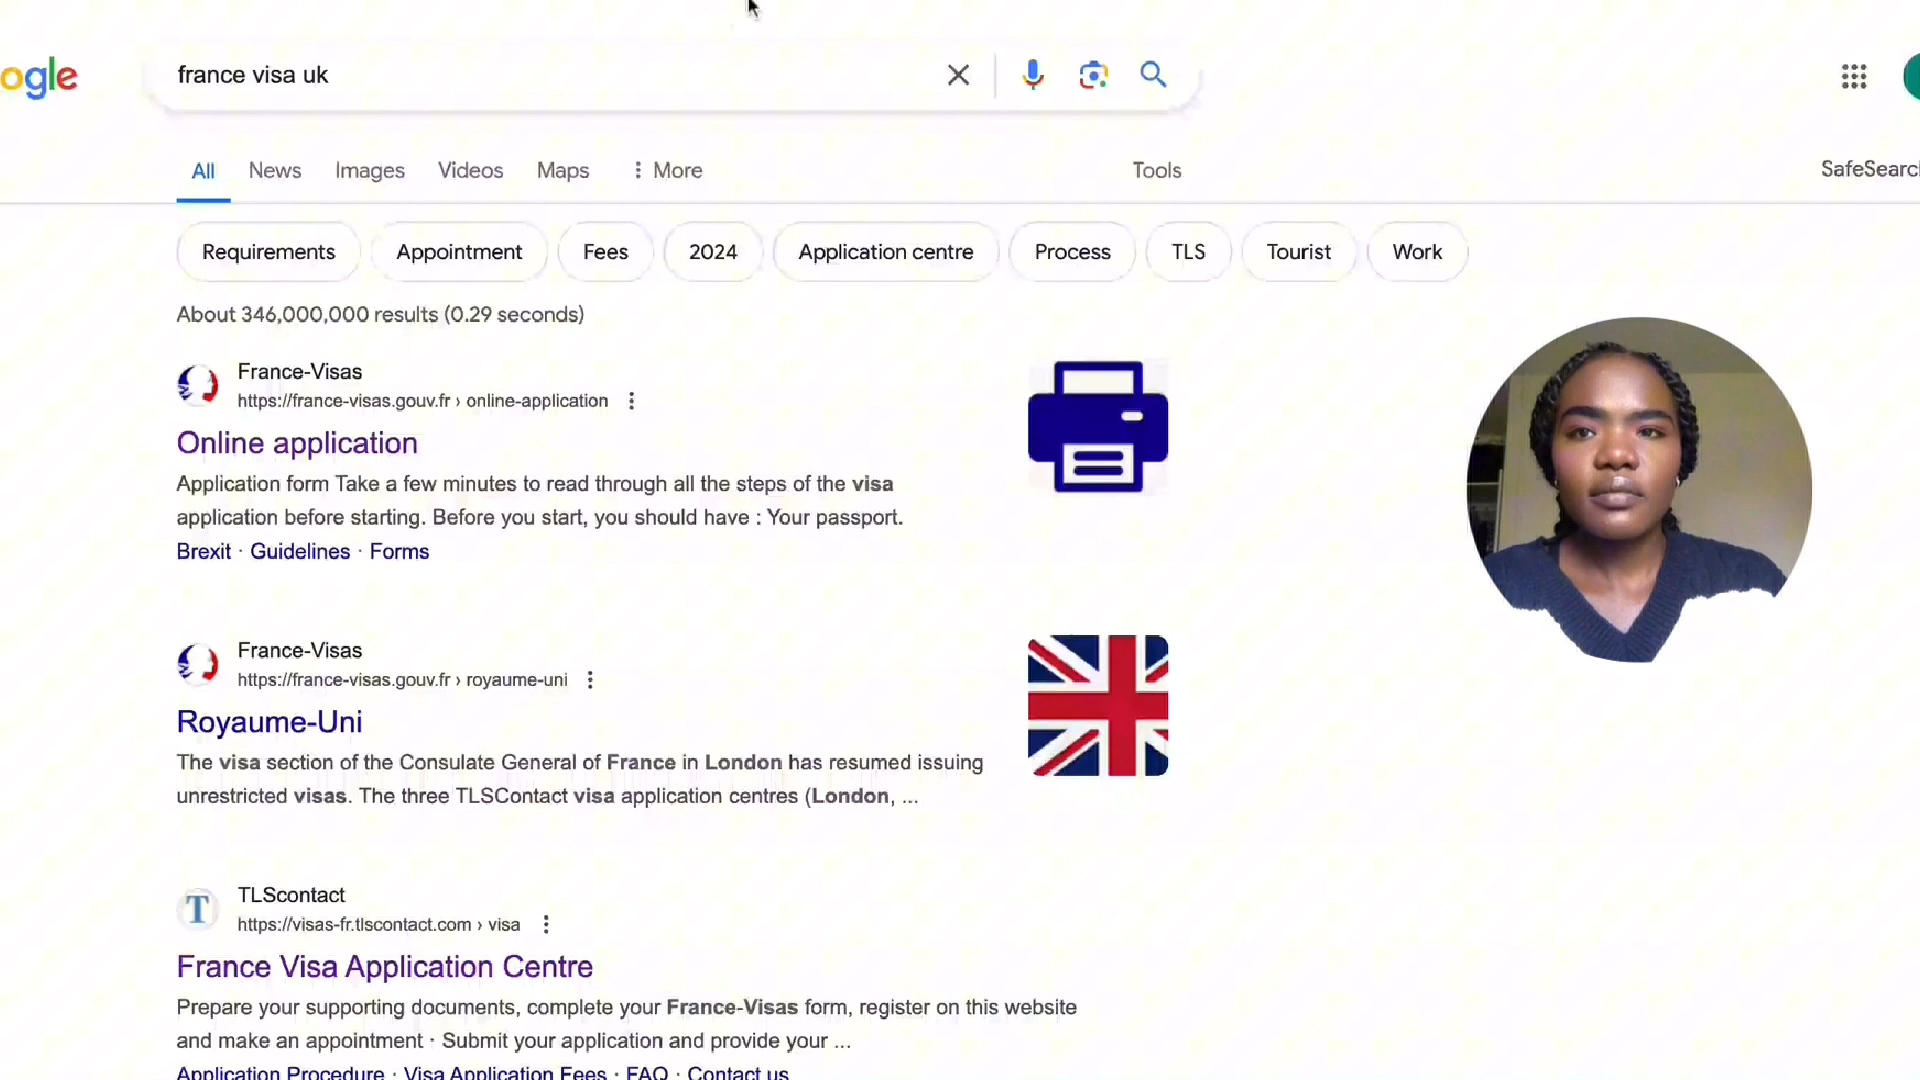 ogle
france visa uk
All News Images Videos Maps More Tools SafeSearch
Requirements Appointment Fees 2024 Application centre Process TLS Tourist Work
About 346,000,000 results (0.29 seconds)
France-Visas
https://france-visas.gouv.fr › online-application
Online application
Application form Take a few minutes to read through all the steps of the visa
application before starting. Before you start, you should have : Your passport.
Brexit · Guidelines · Forms
France-Visas
https://france-visas.gouv.fr › royaume-uni
Royaume-Uni
The visa section of the Consulate General of France in London has resumed issuing
unrestricted visas. The three TLSContact visa application centres (London, ...
T
TLScontact
https://visas-fr.tlscontact.com › visa
France Visa Application Centre
Prepare your supporting documents, complete your France-Visas form, register on this website
and make an appointment · Submit your application and provide your ...
Application Procedure · Visa Application Fees · FAQ · Contact us